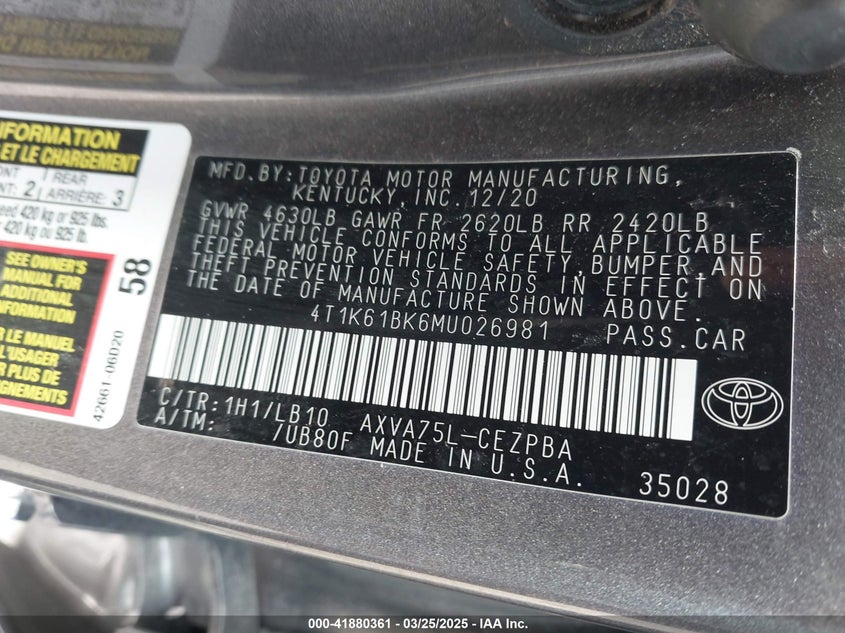 INFORMATION
ET LE CHARGEMENT
REAR
2 ARRIÈRE: 3
420 kg or 925 lbs.
420 kg ou 925 lb.
SEE OWNER'S
MANUAL FOR
ADDITIONAL
INFORMATION
LE MANUEL
L'USAGER
PLUS DE
58
42661-06D20
MFD. BY: TOYOTA MOTOR MANUFACTURING,
KENTUCKY, INC. 12/20
GVWR 4630LB GAWR FR 2620LB RR 2420LB
THIS VEHICLE CONFORMS TO ALL APPLICABLE
FEDERAL MOTOR VEHICLE SAFETY, BUMPER, AND
THEFT PREVENTION STANDARDS IN EFFECT ON
THE DATE OF MANUFACTURE SHOWN ABOVE.
4T1K61BK6MU026981 PASS. CAR
C/TR: 1H1/LB10 AXVA75L-CEZPBA
A/TM: /UB80F MADE IN U.S.A.
35028
000-41880361 / 03/25/2025 / © IAA, Inc.